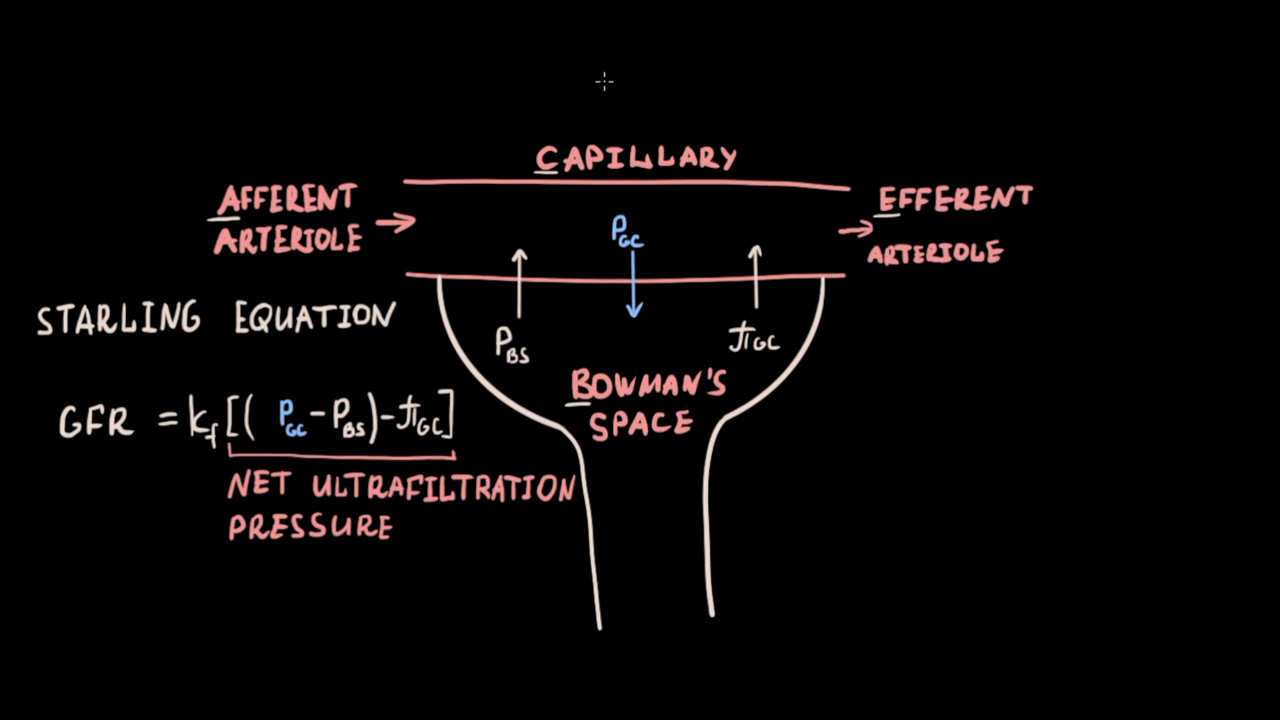 CAPILLARY
AFFERENT
ARTERIOLE
EFFERENT
ARTERIOLE
P_GC
P_BS
π_GC
BOWMAN'S
SPACE
STARLING EQUATION
GFR = K_f [( P_GC - P_BS) - π_GC]
NET ULTRAFILTRATION
PRESSURE